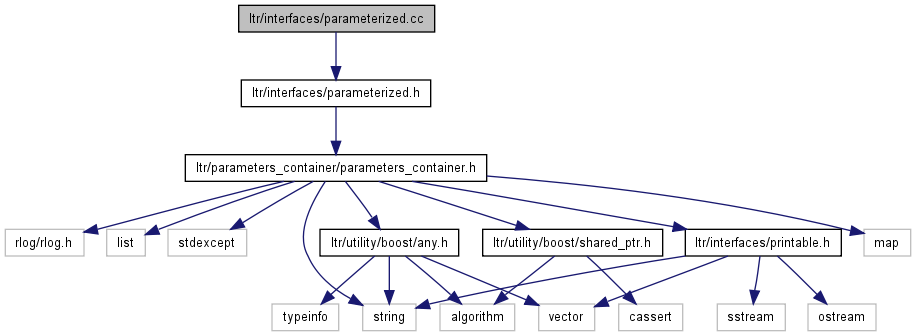 ltr/interfaces/parameterized.cc
ltr/interfaces/parameterized.h
ltr/parameters_container/parameters_container.h
rlog/rlog.h
list
stdexcept
ltr/utility/boost/any.h
ltr/utility/boost/shared_ptr.h
ltr/interfaces/printable.h
map
typeinfo
string
algorithm
vector
cassert
sstream
ostream